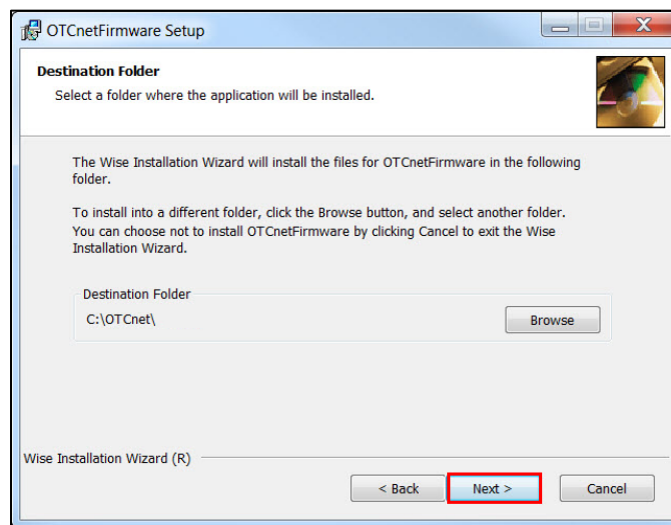 OTCnetFirmware Setup
Destination Folder
Select a folder where the application will be installed.
The Wise Installation Wizard will install the files for OTCnetFirmware in the following
folder.
To install into a different folder, click the Browse button, and select another folder.
You can choose not to install OTCnetFirmware by clicking Cancel to exit the Wise
Installation Wizard.
Destination Folder
C:\OTCnet\
Browse
Wise Installation Wizard (R)
< Back
Next >
Cancel